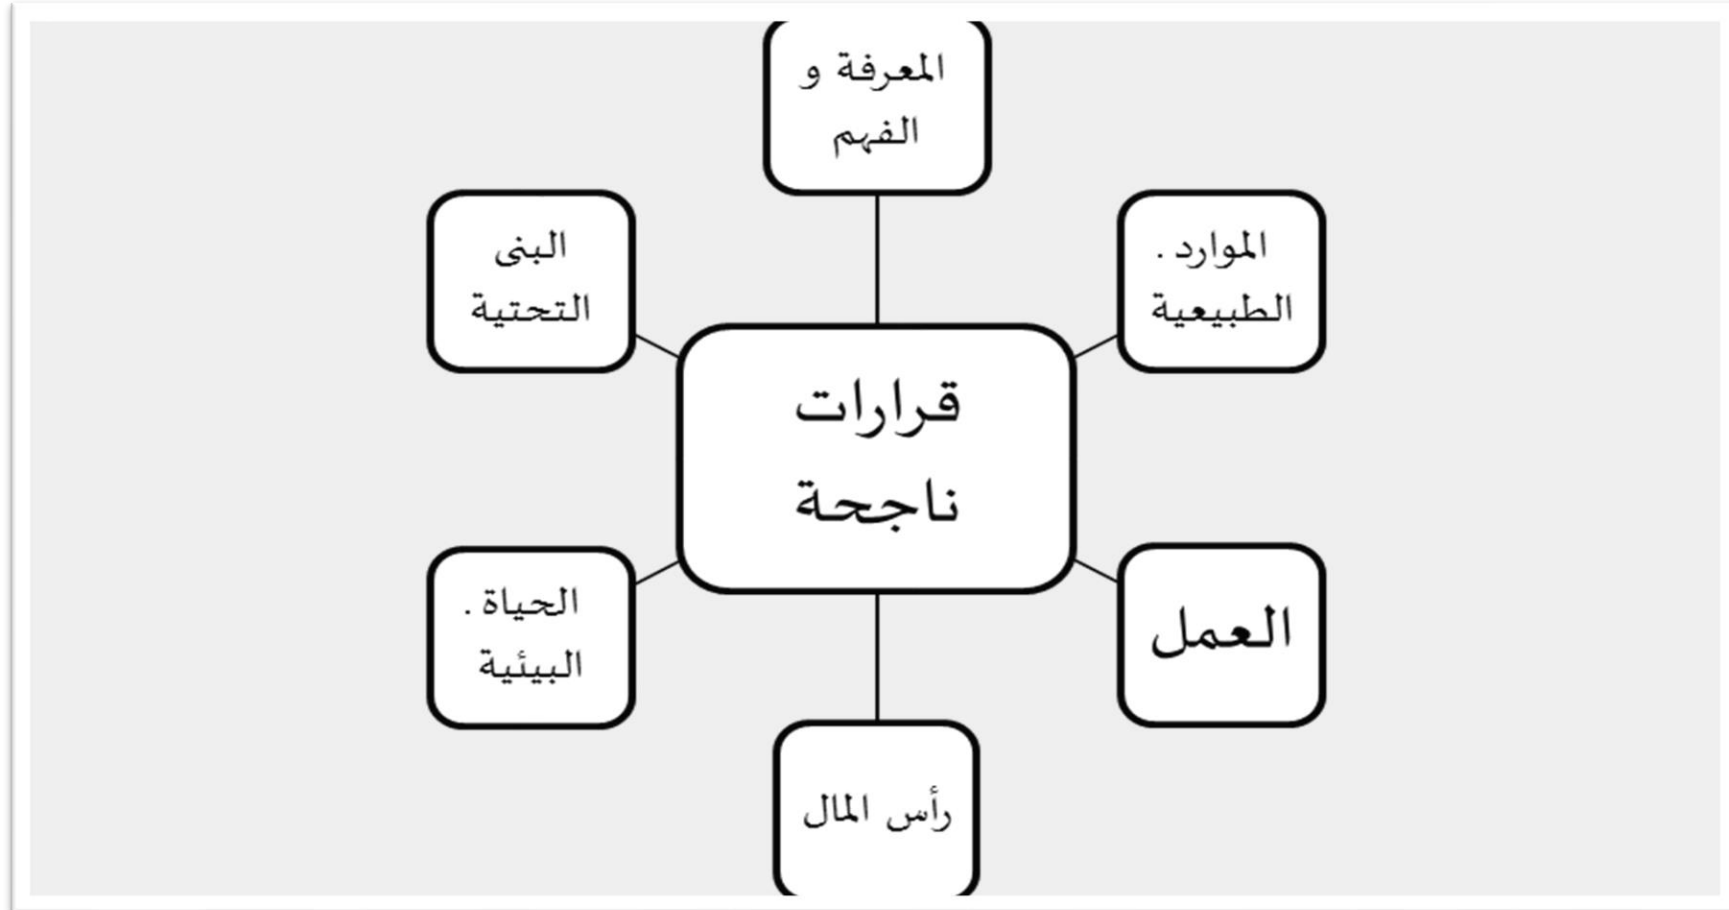 المعرفة و
الفهم
الموارد .
الطبيعية
البنى
التحتية
قرارات
ناجحة
العمل
الحياة .
البيئية
رأس المال